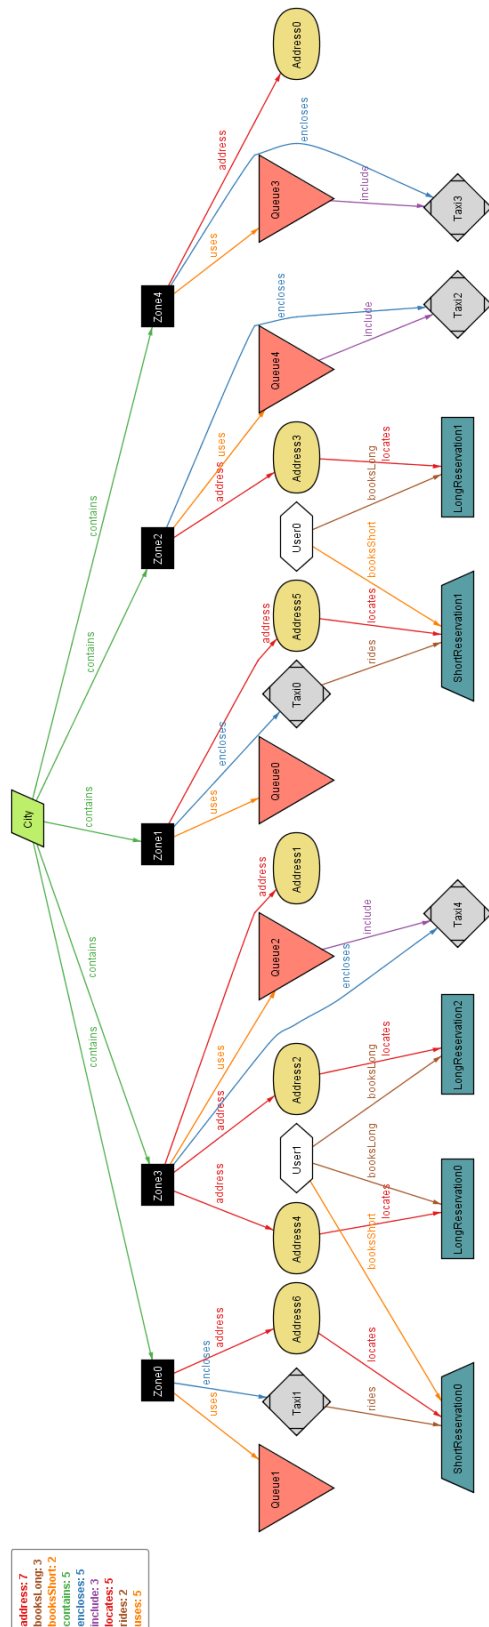 City
contains
contains
contains
contains
contains
Zone0
Zone3
Zone1
Zone2
Zone4
uses
encloses
address
address
address
uses
encloses
address
uses
encloses
address
address
uses
encloses
uses
encloses
address
Queue1
Taxi1
Address6
Address4
User1
Address2
Queue2
Address1
Queue0
Taxi0
Address5
User0
Address3
Queue4
Queue3
Address0
rides
locates
booksShort
locates
booksLong
booksLong
locates
include
rides
locates
booksShort
booksLong
locates
include
include
ShortReservation0
LongReservation0
LongReservation2
Taxi4
ShortReservation1
LongReservation1
Taxi2
Taxi3
address: 7
booksLong: 3
booksShort: 2
contains: 5
encloses: 5
include: 3
locates: 5
rides: 2
uses: 5